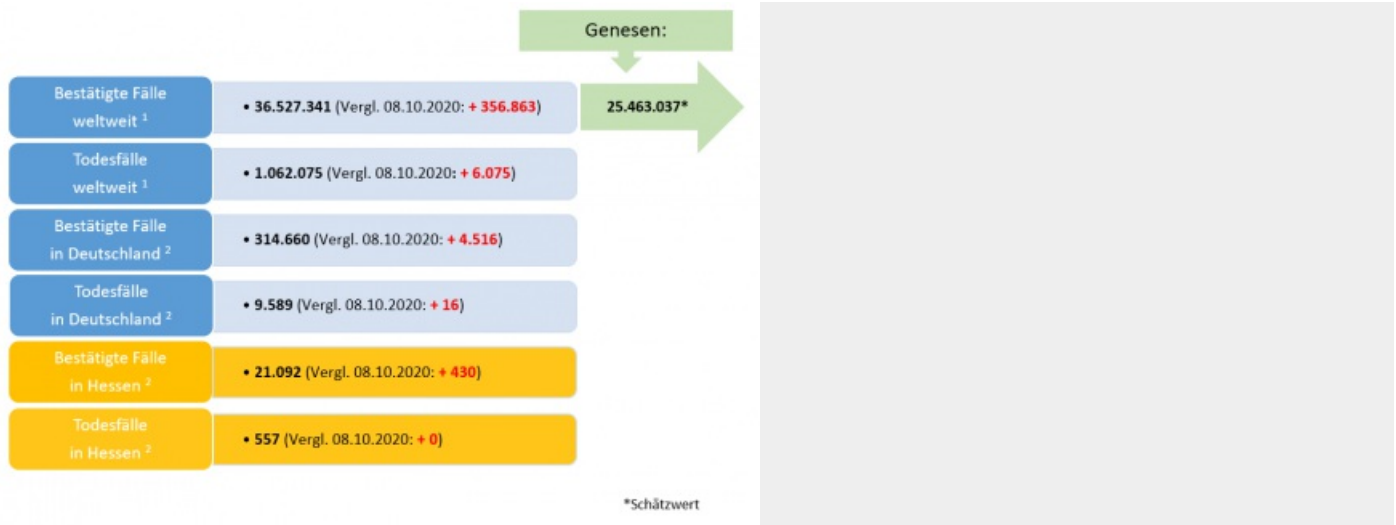 Genesen:
Bestätigte Fälle
weltweit ¹
• 36.527.341 (Vergl. 08.10.2020: + 356.863)
25.463.037*
Todesfälle
weltweit ¹
• 1.062.075 (Vergl. 08.10.2020: + 6.075)
Bestätigte Fälle
in Deutschland ²
• 314.660 (Vergl. 08.10.2020: + 4.516)
Todesfälle
in Deutschland ²
• 9.589 (Vergl. 08.10.2020: + 16)
Bestätigte Fälle
in Hessen ²
• 21.092 (Vergl. 08.10.2020: + 430)
Todesfälle
in Hessen ²
• 557 (Vergl. 08.10.2020: + 0)
*Schätzwert